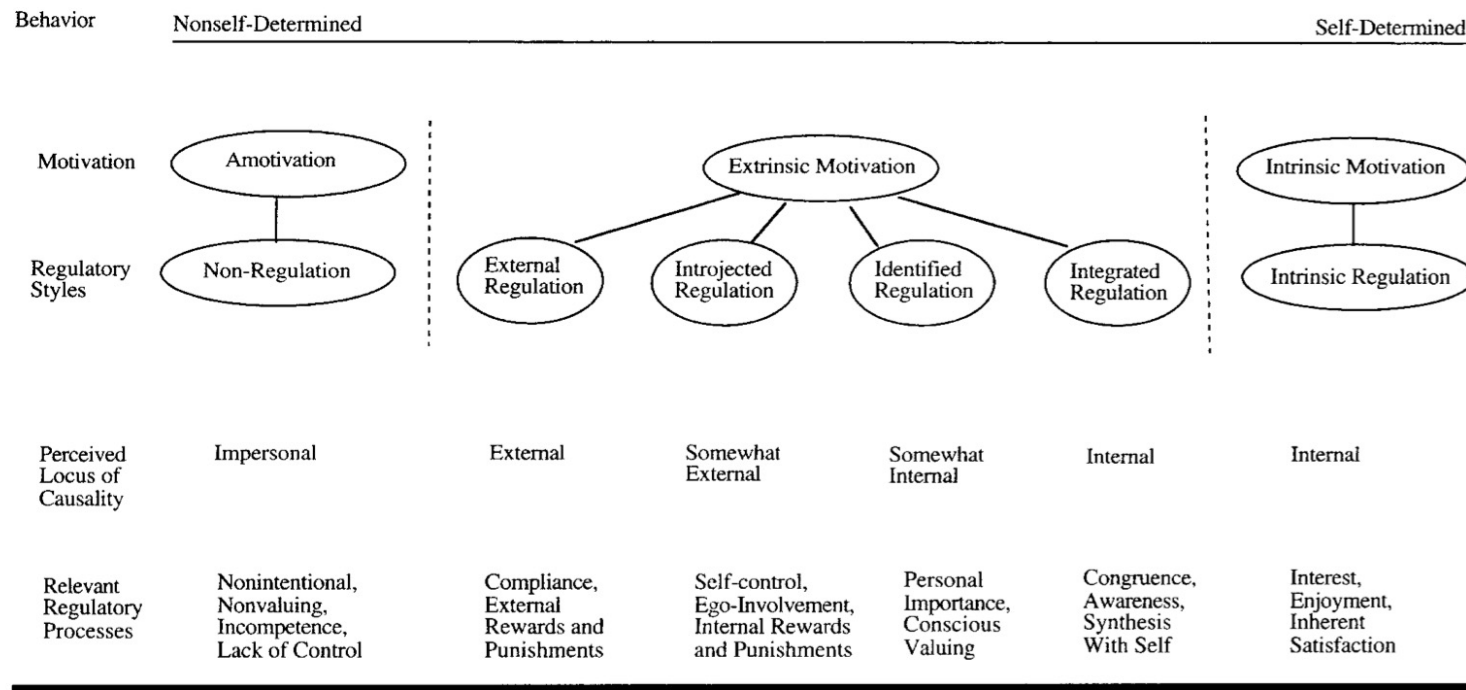 Behavior
Nonself-Determined
Self-Determined
Motivation
Amotivation
Extrinsic Motivation
Intrinsic Motivation
Regulatory
Styles
Non-Regulation
External
Regulation
Introjected
Regulation
Identified
Regulation
Integrated
Regulation
Intrinsic Regulation
Perceived
Locus of
Causality
Impersonal
External
Somewhat
External
Somewhat
Internal
Internal
Internal
Relevant
Regulatory
Processes
Nonintentional,
Nonvaluing,
Incompetence,
Lack of Control
Compliance,
External
Rewards and
Punishments
Self-control,
Ego-Involvement,
Internal Rewards
and Punishments
Personal
Importance,
Conscious
Valuing
Congruence,
Awareness,
Synthesis
With Self
Interest,
Enjoyment,
Inherent
Satisfaction